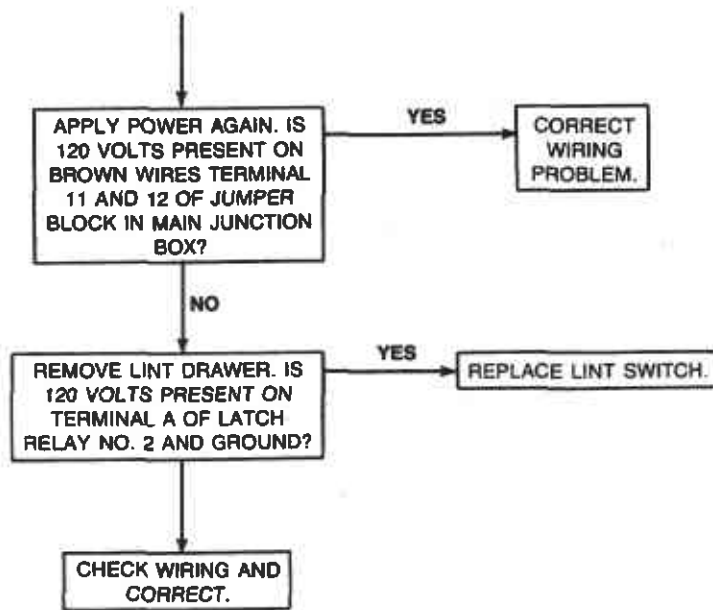 APPLY POWER AGAIN. IS
120 VOLTS PRESENT ON
BROWN WIRES TERMINAL
11 AND 12 OF JUMPER
BLOCK IN MAIN JUNCTION
BOX?
YES
CORRECT
WIRING
PROBLEM.
NO
REMOVE LINT DRAWER. IS
120 VOLTS PRESENT ON
TERMINAL A OF LATCH
RELAY NO. 2 AND GROUND?
YES
REPLACE LINT SWITCH.
CHECK WIRING AND
CORRECT.